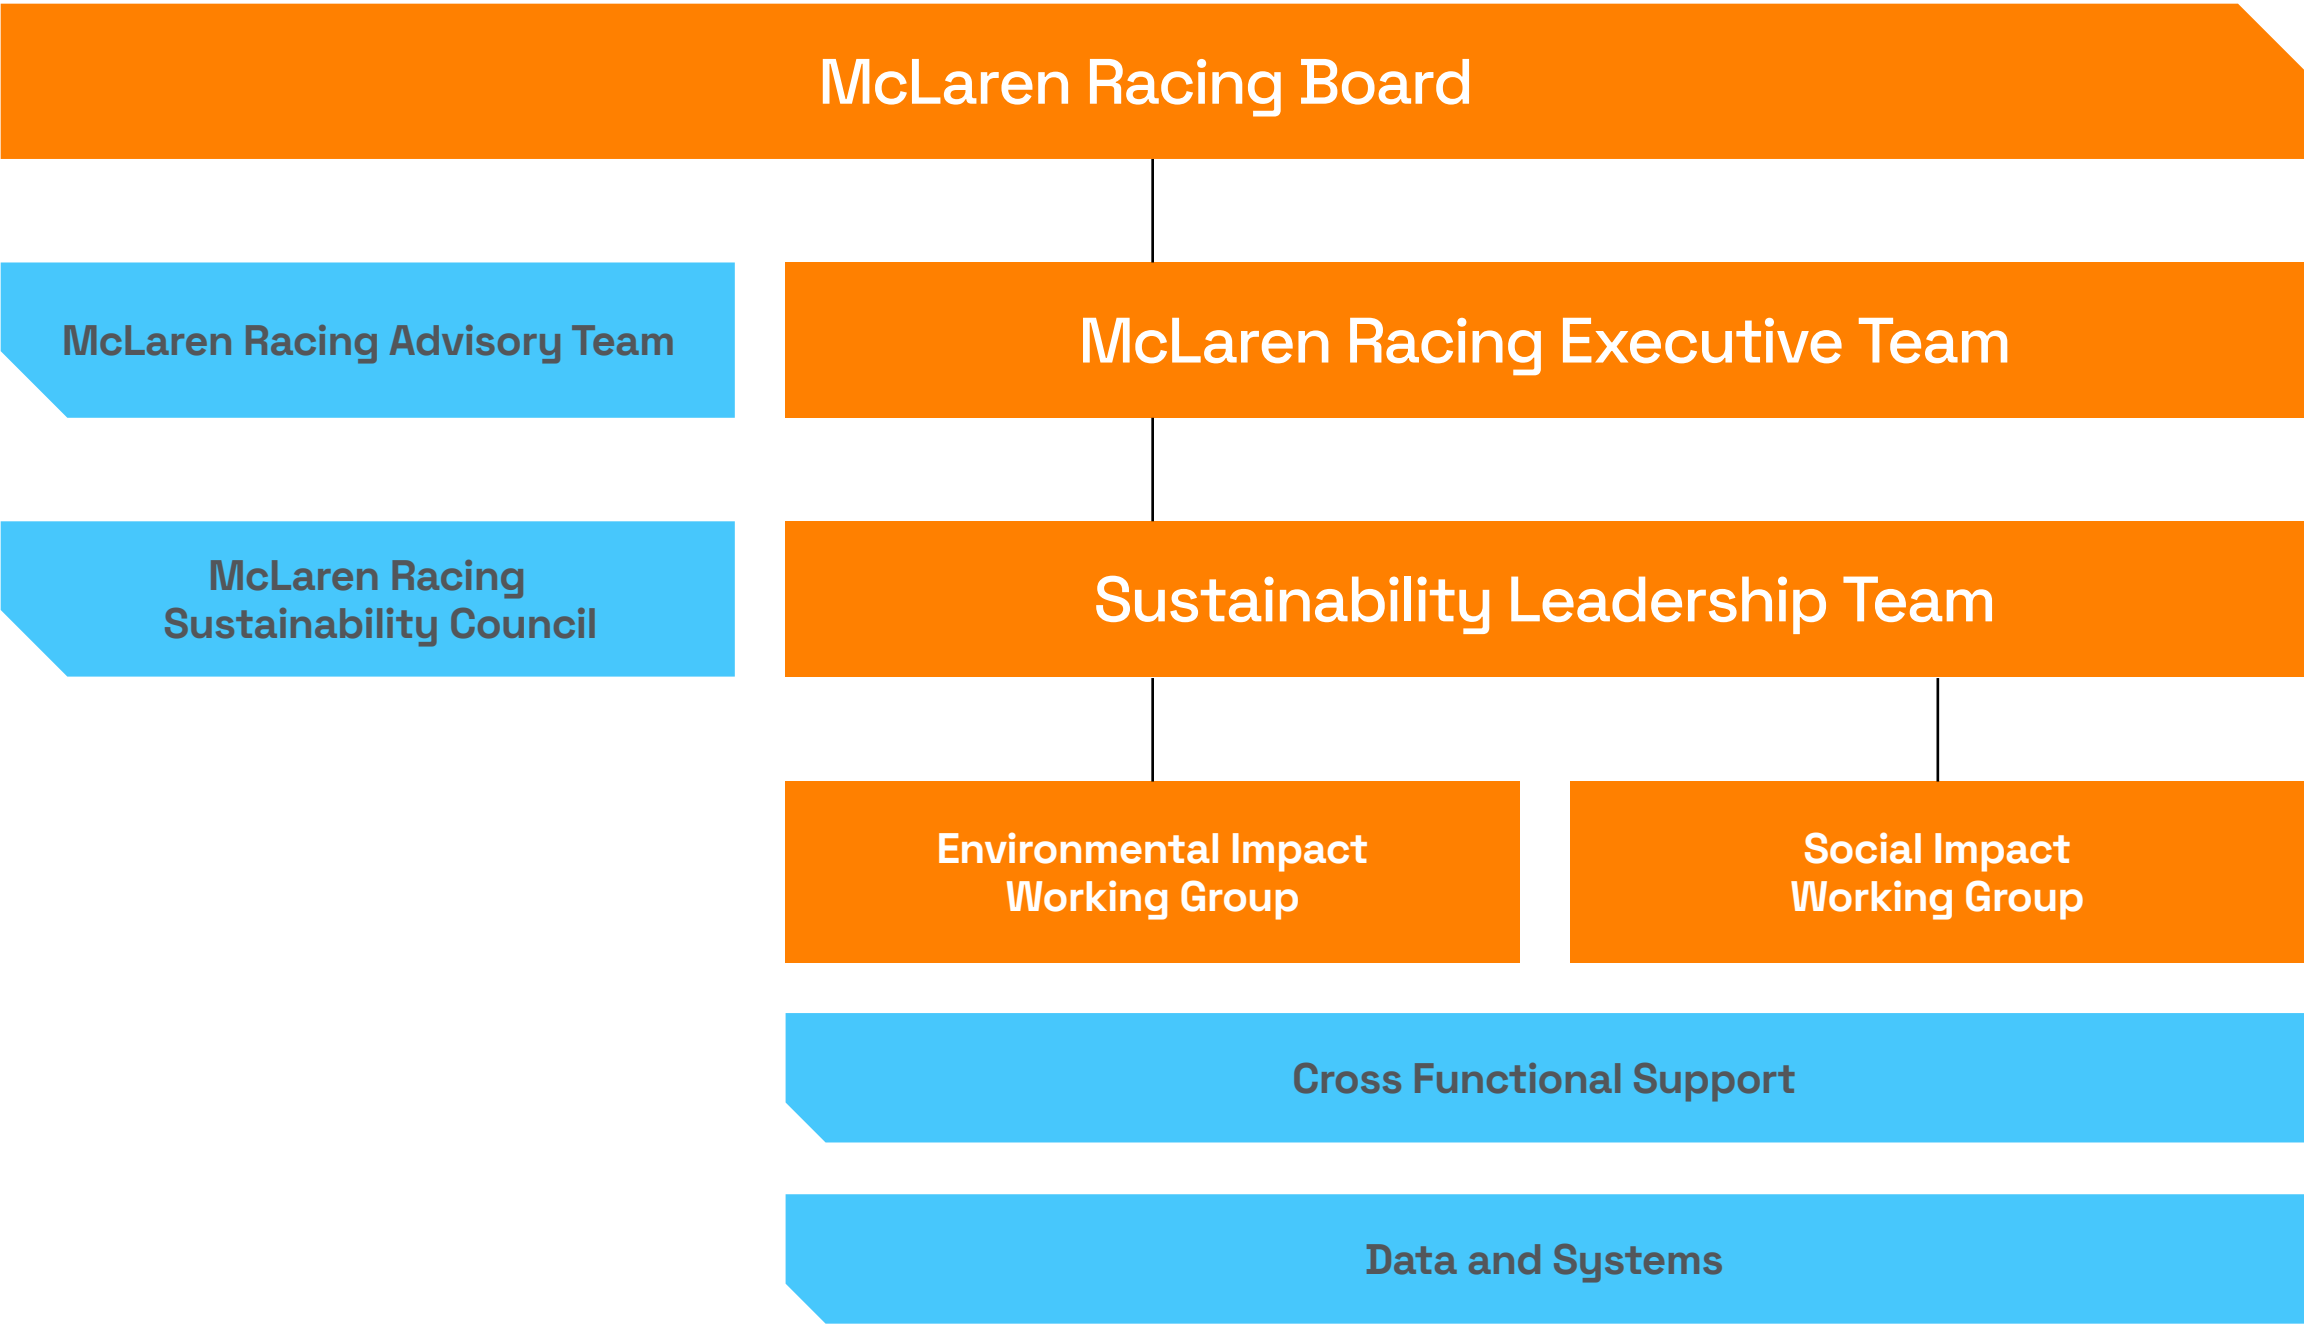 McLaren Racing Board
McLaren Racing Advisory Team
McLaren Racing Executive Team
McLaren Racing
Sustainability Council
Sustainability Leadership Team
Environmental Impact
Working Group
Social Impact
Working Group
Cross Functional Support
Data and Systems